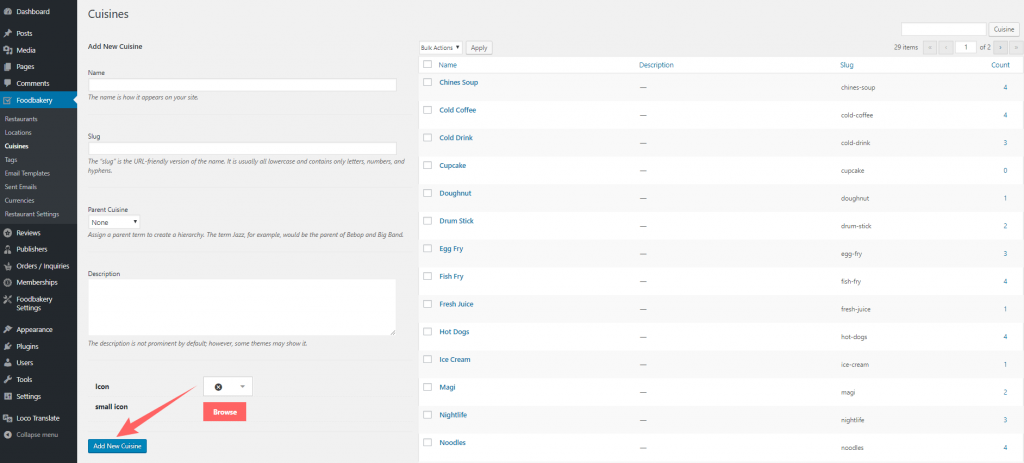 Dashboard
Posts
Media
Pages
Comments
Foodbakery
Restaurants
Locations
Cuisines
Tags
Email Templates
Sent Emails
Currencies
Restaurant Settings
Reviews
Publishers
Orders / Inquiries
Memberships
Foodbakery
Settings
Appearance
Plugins
Users
Tools
Settings
Loco Translate
Collapse menu
Cuisines
Add New Cuisine
Name
The name is how it appears on your site.
Slug
The "slug" is the URL-friendly version of the name. It is usually all lowercase and contains only letters, numbers, and
hyphens.
Parent Cuisine
None
Assign a parent term to create a hierarchy. The term Jazz, for example, would be the parent of Bebop and Big Band.
Description
The description is not prominent by default; however, some themes may show it.
Icon
small icon
Browse
Add New Cuisine
Cuisine
Bulk Actions Apply 29 items « ‹ 1 of 2 › »
Name Description Slug Count
Chines Soup — chines-soup 4
Cold Coffee — cold-coffee 4
Cold Drink — cold-drink 3
Cupcake — cupcake 0
Doughnut — doughnut 1
Drum Stick — drum-stick 2
Egg Fry — egg-fry 3
Fish Fry — fish-fry 4
Fresh Juice — fresh-juice 1
Hot Dogs — hot-dogs 4
Ice Cream — ice-cream 1
Magi — magi 2
Nightlife — nightlife 3
Noodles — noodles 4